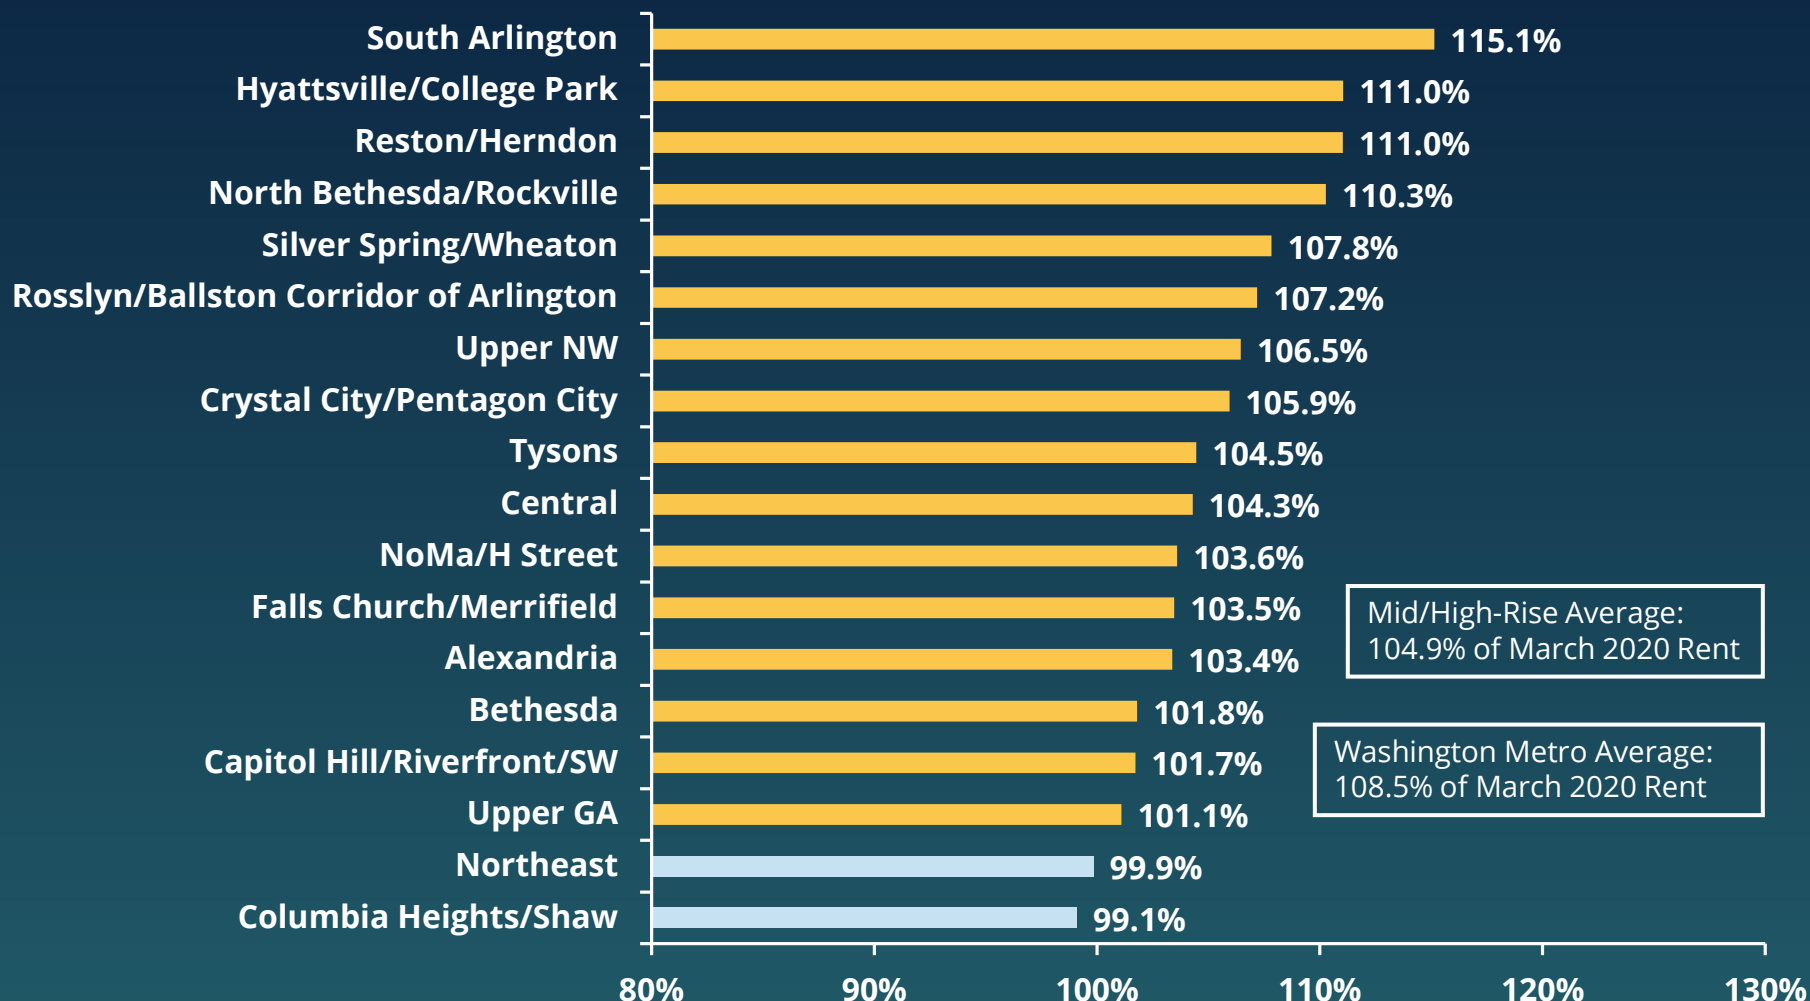 South Arlington 115.1%
Hyattsville/College Park 111.0%
Reston/Herndon 111.0%
North Bethesda/Rockville 110.3%
Silver Spring/Wheaton 107.8%
Rosslyn/Ballston Corridor of Arlington 107.2%
Upper NW 106.5%
Crystal City/Pentagon City 105.9%
Tysons 104.5%
Central 104.3%
NoMa/H Street 103.6%
Falls Church/Merrifield 103.5%
Alexandria 103.4%
Bethesda 101.8%
Capitol Hill/Riverfront/SW 101.7%
Upper GA 101.1%
Northeast 99.9%
Columbia Heights/Shaw 99.1%
Mid/High-Rise Average:
104.9% of March 2020 Rent
Washington Metro Average:
108.5% of March 2020 Rent
80% 90% 100% 110% 120% 130%